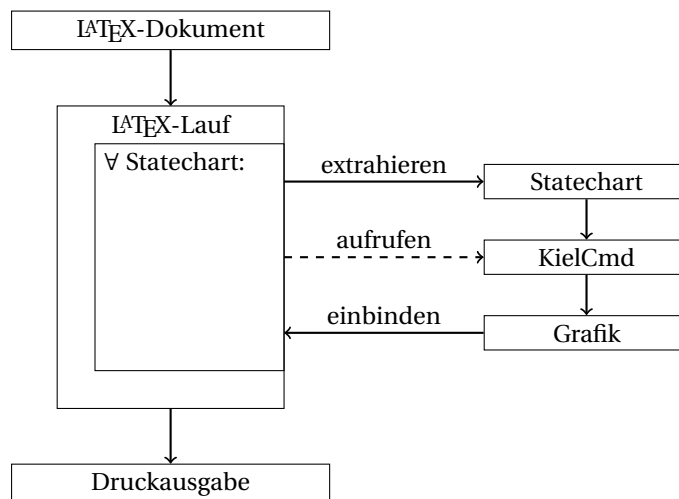 LATEX-Dokument
LATEX-Lauf
∀ Statechart:
extrahieren
Statechart
aufrufen
KielCmd
einbinden
Grafik
Druckausgabe